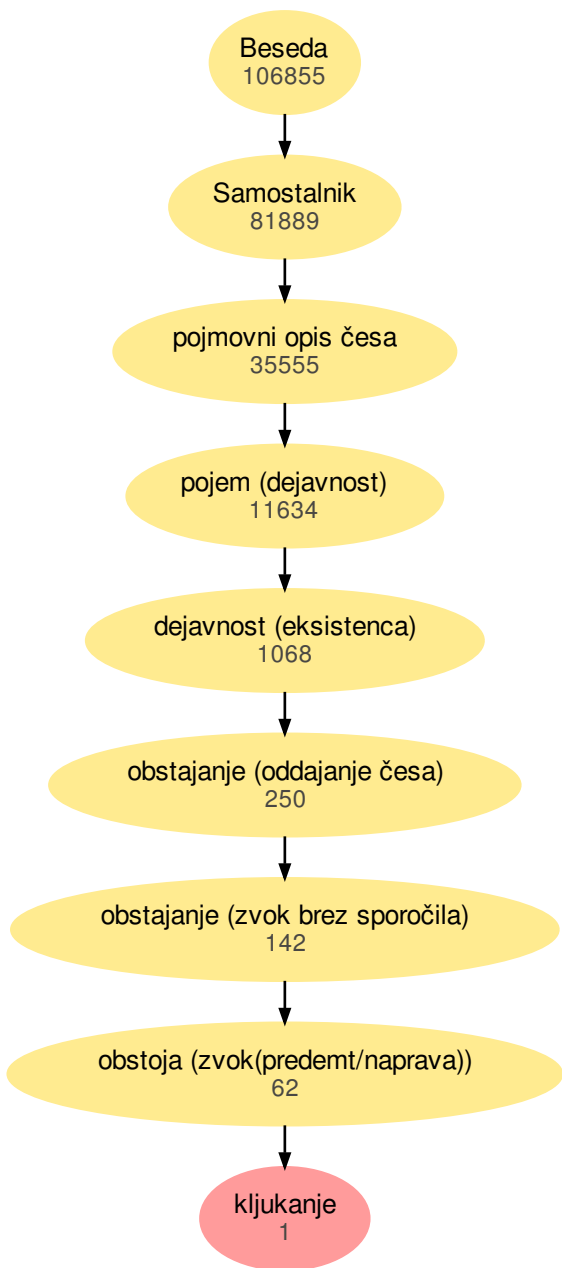 Beseda
106855
Samostalnik
81889
pojmovni opis česa
35555
pojem (dejavnost)
11634
dejavnost (eksistenca)
1068
obstajanje (oddajanje česa)
250
obstajanje (zvok brez sporočila)
142
obstoja (zvok(predemt/naprava))
62
kljukanje
1